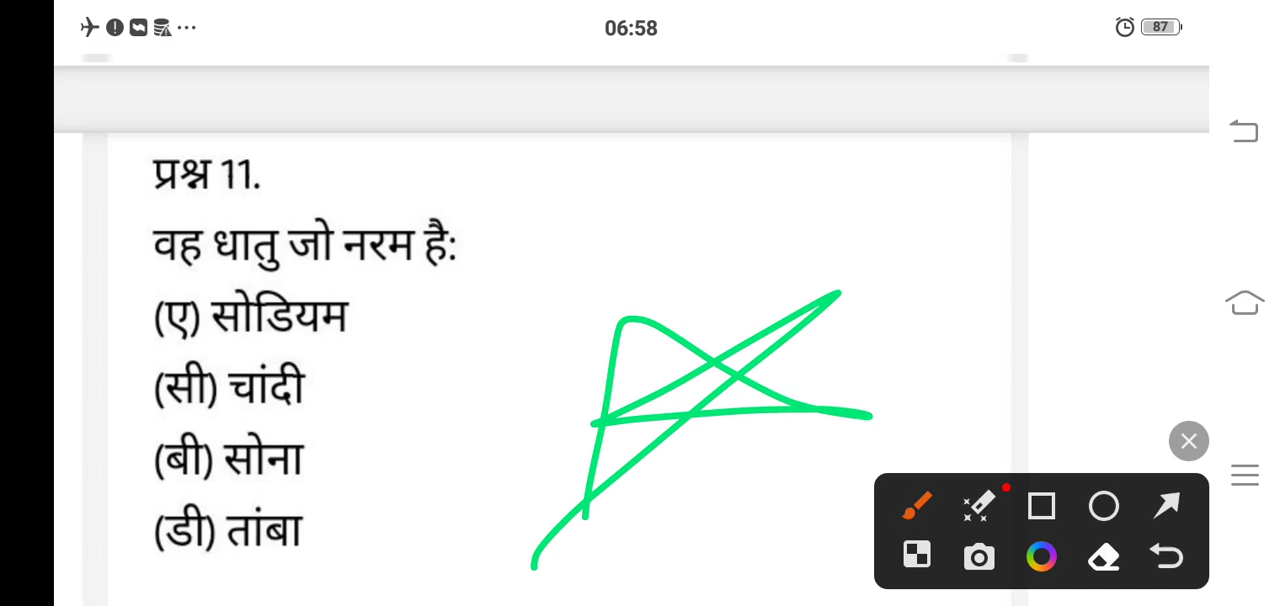 06:58
87
प्रश्न 11.
वह धातु जो नरम है:
(ए) सोडियम
(सी) चांदी
(बी) सोना
(डी) तांबा